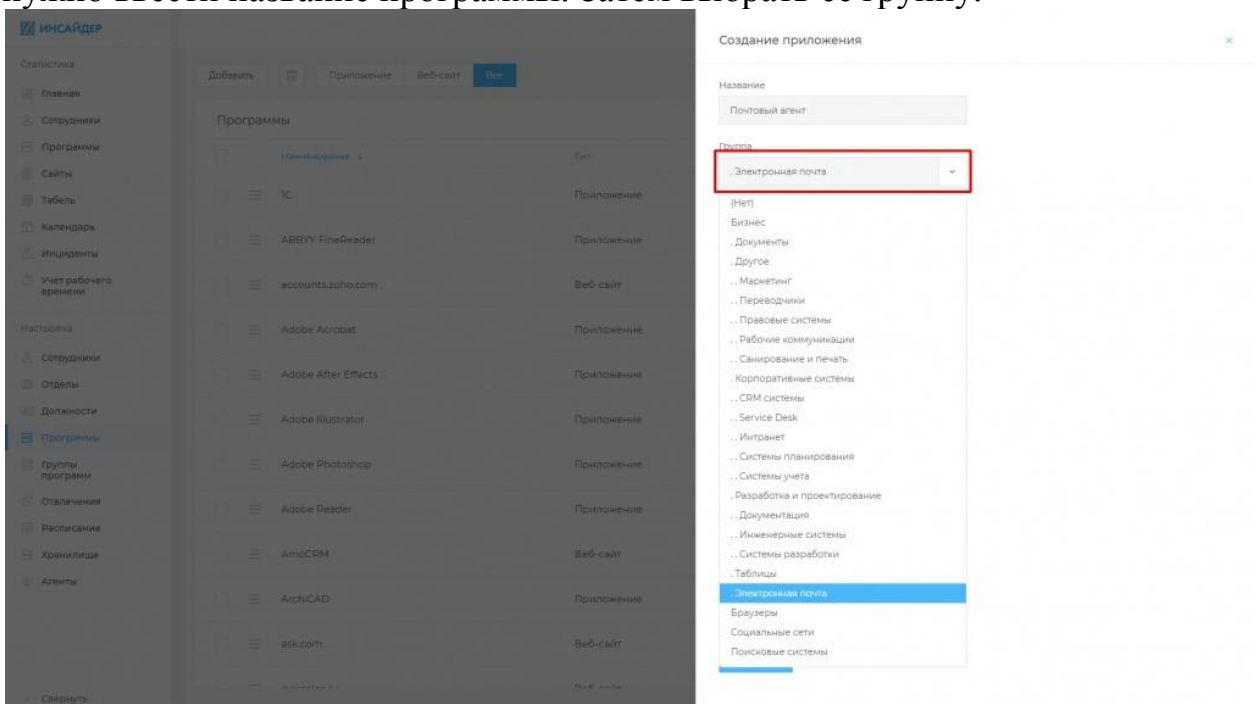 нужно ввести название программы. Затем выбрать ее группу.
ИНСАЙДЕР
Статистика
Главная
Сотрудники
Программы
Сайты
Табель
Календарь
Инциденты
Учет рабочего
времени
Настройка
Сотрудники
Отделы
Должности
Программы
Группы
программ
Отвлечения
Расписание
Хранилище
Агенты
Свернуть
Добавить Приложение Веб-сайт Все
Программы
Наименование ↓ Тип
1C Приложение
ABBYY FineReader Приложение
accounts.zoho.com Веб-сайт
Adobe Acrobat Приложение
Adobe After Effects Приложение
Adobe Illustrator Приложение
Adobe Photoshop Приложение
Adobe Reader Приложение
AmoCRM Веб-сайт
ArchiCAD Приложение
ask.com Веб-сайт
Веб-сайт
Создание приложения ×
Название
Почтовый агент
Группа
. Электронная почта
(Нет)
Бизнес
. Документы
. Другое
. . Маркетинг
. . Переводчики
. . Правовые системы
. . Рабочие коммуникации
. . Санирование и печать
. Корпоративные системы
. . CRM системы
. . Service Desk
. . Интранет
. . Системы планирования
. . Системы учета
. Разработка и проектирование
. . Документация
. . Инженерные системы
. . Системы разработки
. Таблицы
. Электронная почта
Браузеры
Социальные сети
Поисковые системы